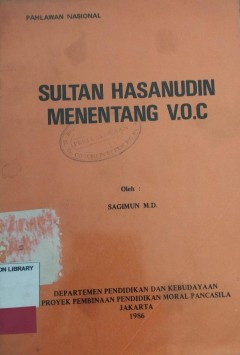 PAHLAWAN NASIONAL
SULTAN HASANUDIN
MENENTANG V.O.C
Oleh :
SAGIMUN M.D.
ON LIBRARY
DEPARTEMEN PENDIDIKAN DAN KEBUDAYAAN
PROYEK PEMBINAAN PENDIDIKAN MORAL PANCASILA
JAKARTA
1986